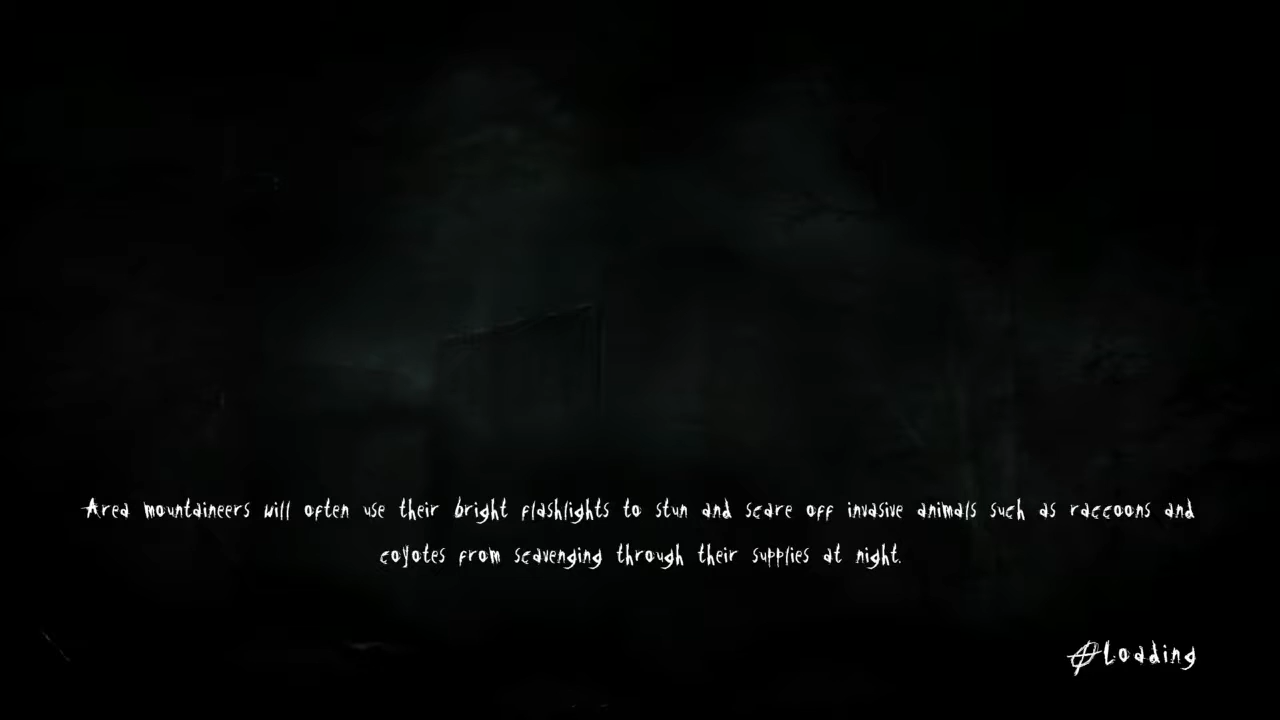 Area mountaineers will often use their bright flashlights to stun and scare off invasive animals such as raccoons and
coyotes from scavenging through their supplies at night.
Loading